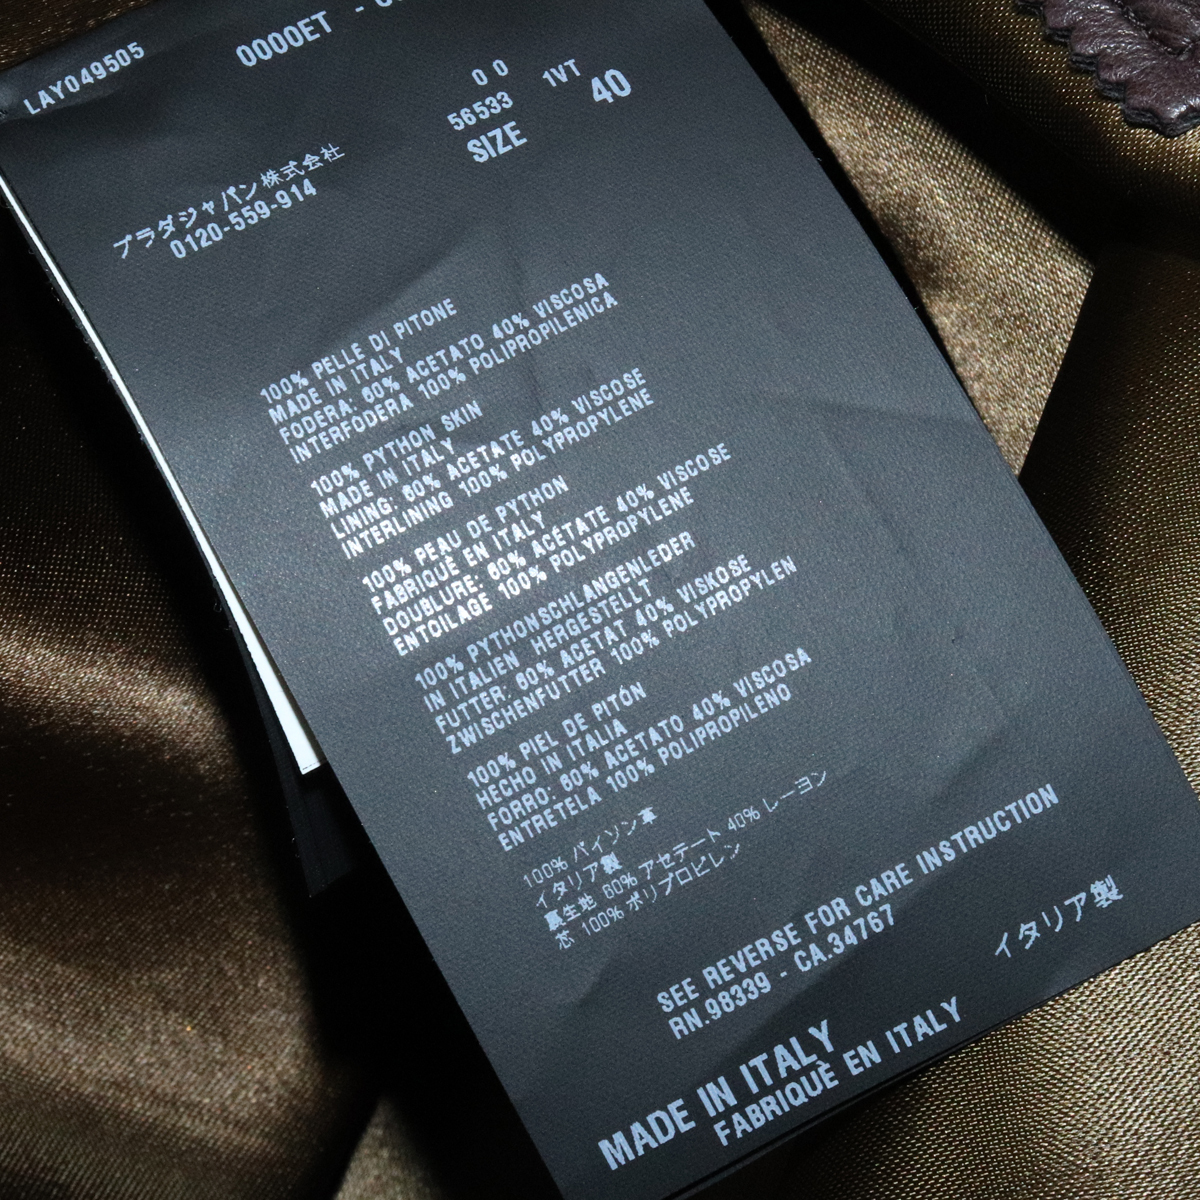 LAY049505
0000ET -
0 0
56533 1VT
SIZE 40
プラダジャパン株式会社
0120-559-914
100% PELLE DI PITONE
MADE IN ITALY
FODERA: 60% ACETATO 40% VISCOSA
INTERFODERA 100% POLIPROPILENICA
100% PYTHON SKIN
MADE IN ITALY
LINING: 60% ACETATE 40% VISCOSE
INTERLINING 100% POLYPROPYLENE
100% PEAU DE PYTHON
FABRIQUÈ EN ITALY
DOUBLURE: 60% ACÉTATE 40% VISCOSE
ENTOILAGE 100% POLYPROPYLENE
100% PYTHONSCHLANGENLEDER
IN ITALIEN HERGESTELLT
FUTTER: 60% ACETAT 40% VISKOSE
ZWISCHENFUTTER 100% POLYPROPYLEN
100% PIEL DE PITÓN
HECHO IN ITALIA
FORRO: 60% ACETATO 40% VISCOSA
ENTRETELA 100% POLIPROPILENO
100% パイソン革
イタリア製
裏生地 60% アセテート 40% レーヨン
芯 100% ポリプロピレン
SEE REVERSE FOR CARE INSTRUCTION
RN.98339 - CA.34767
イタリア製
MADE IN ITALY
FABRIQUÈ EN ITALY